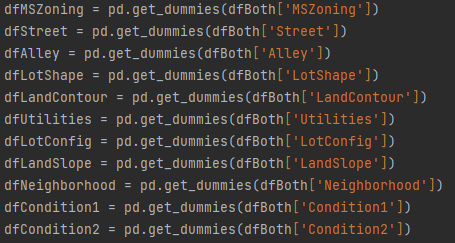 dfMSZoning = pd.get_dummies(dfBoth['MSZoning'])
dfStreet = pd.get_dummies(dfBoth['Street'])
dfAlley = pd.get_dummies(dfBoth['Alley'])
dfLotShape = pd.get_dummies(dfBoth['LotShape'])
dfLandContour = pd.get_dummies(dfBoth['LandContour'])
dfUtilities = pd.get_dummies(dfBoth['Utilities'])
dfLotConfig = pd.get_dummies(dfBoth['LotConfig'])
dfLandSlope = pd.get_dummies(dfBoth['LandSlope'])
dfNeighborhood = pd.get_dummies(dfBoth['Neighborhood'])
dfCondition1 = pd.get_dummies(dfBoth['Condition1'])
dfCondition2 = pd.get_dummies(dfBoth['Condition2'])